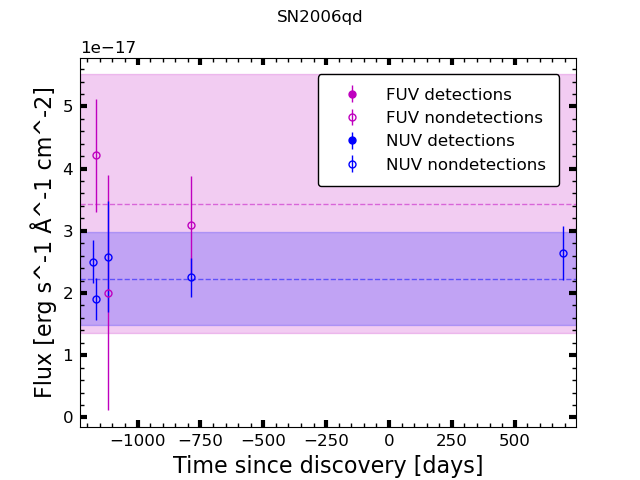 SN2006qd
1e−17
FUV detections
FUV nondetections
NUV detections
NUV nondetections
5
4
3
2
1
0
Flux [erg s^-1 Å^-1 cm^-2]
−1000 −750 −500 −250 0 250 500
Time since discovery [days]